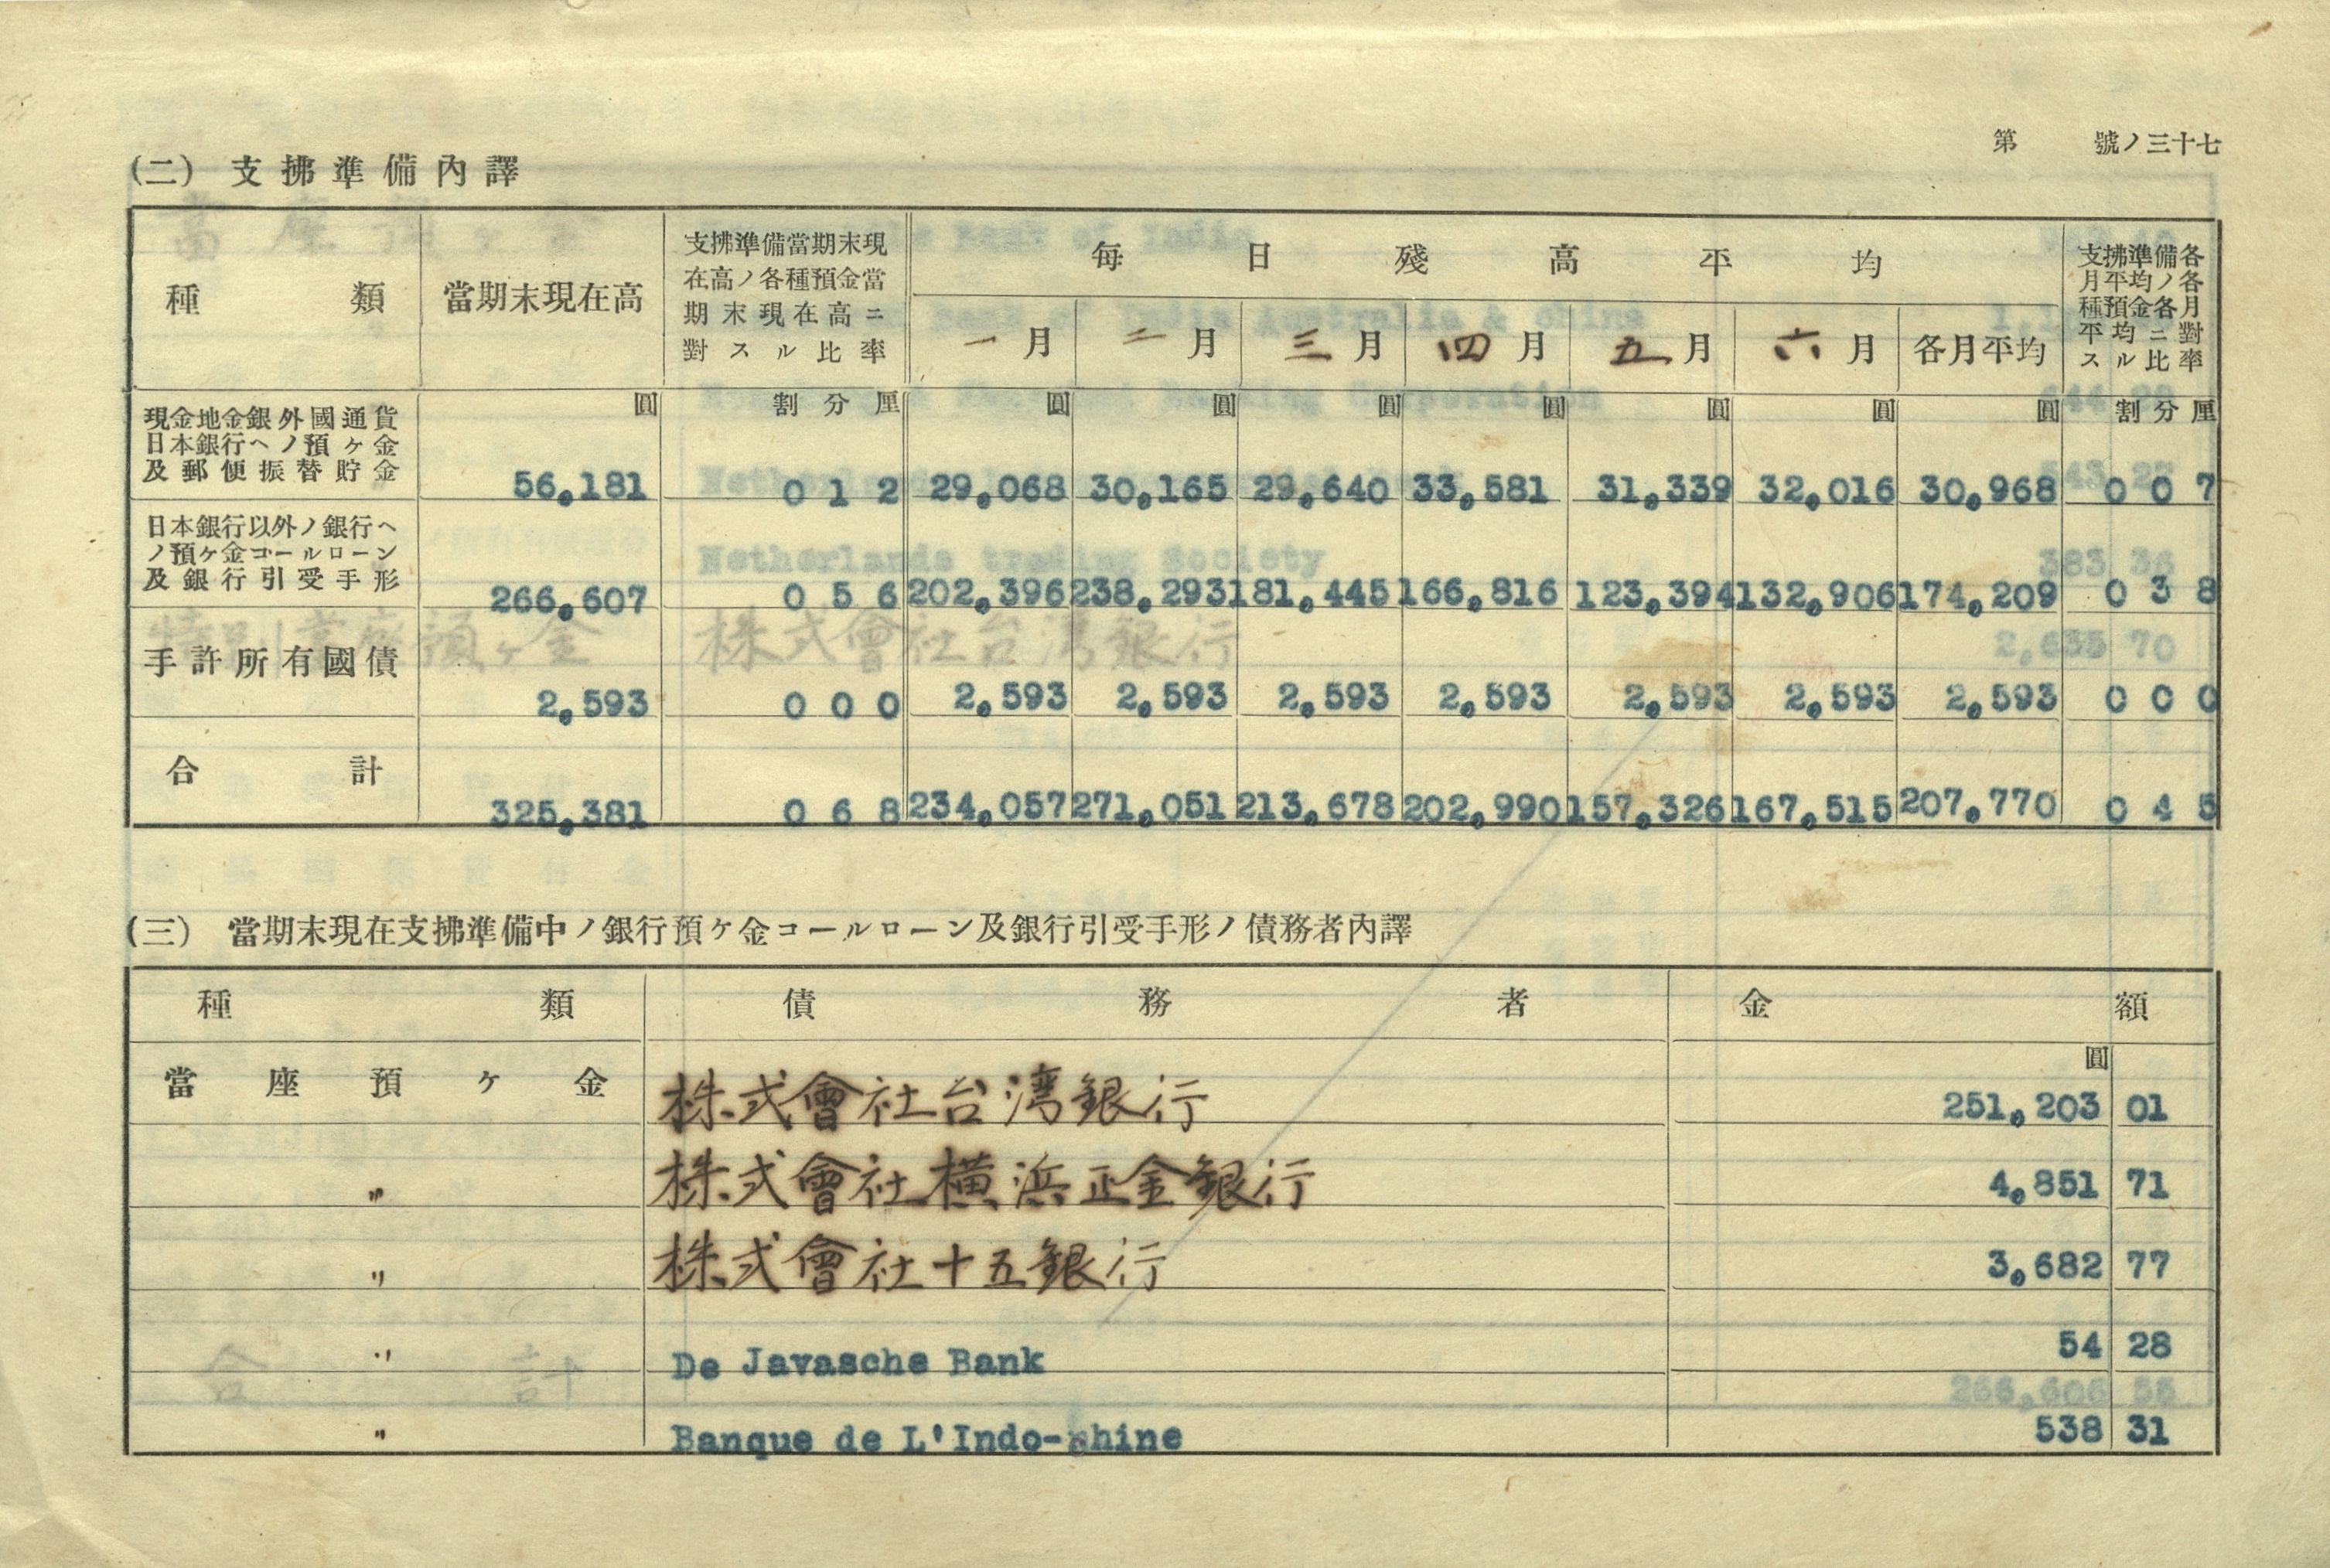 第 號ノ三十七
(二) 支拂準備內譯
種類 當期末現在高 支拂準備當期末現在高ノ各種預金當期末現在高ニ對スル比率 每日殘高平均 支拂準備各月平均ノ各種預金各月平均ニ對スル比率
一月 二月 三月 四月 五月 六月 各月平均
圓 割分厘 圓 圓 圓 圓 圓 圓 圓 割分厘
現金地金銀外國通貨
日本銀行ヘノ預ヶ金
及郵便振替貯金 56,181 0 1 2 29,068 30,165 29,640 33,581 31,339 32,016 30,968 0 0 7
日本銀行以外ノ銀行ヘ
ノ預ヶ金コールローン
及銀行引受手形 266,607 0 5 6 202,396 238,293 181,445 166,816 123,394 132,906 174,209 0 3 8
手許所有國債 2,593 0 0 0 2,593 2,593 2,593 2,593 2,593 2,593 2,593 0 0 0
合計 325,381 0 6 8 234,057 271,051 213,678 202,990 157,326 167,515 207,770 0 4 5
(三) 當期末現在支拂準備中ノ銀行預ヶ金コールローン及銀行引受手形ノ債務者內譯
種類 債務者 金額
圓
當座預ヶ金 株式會社台湾銀行 251,203 01
〃 株式會社横浜正金銀行 4,851 71
〃 株式會社十五銀行 3,682 77
〃 De Javasche Bank 54 28
〃 Banque de L'Indo-chine 538 31